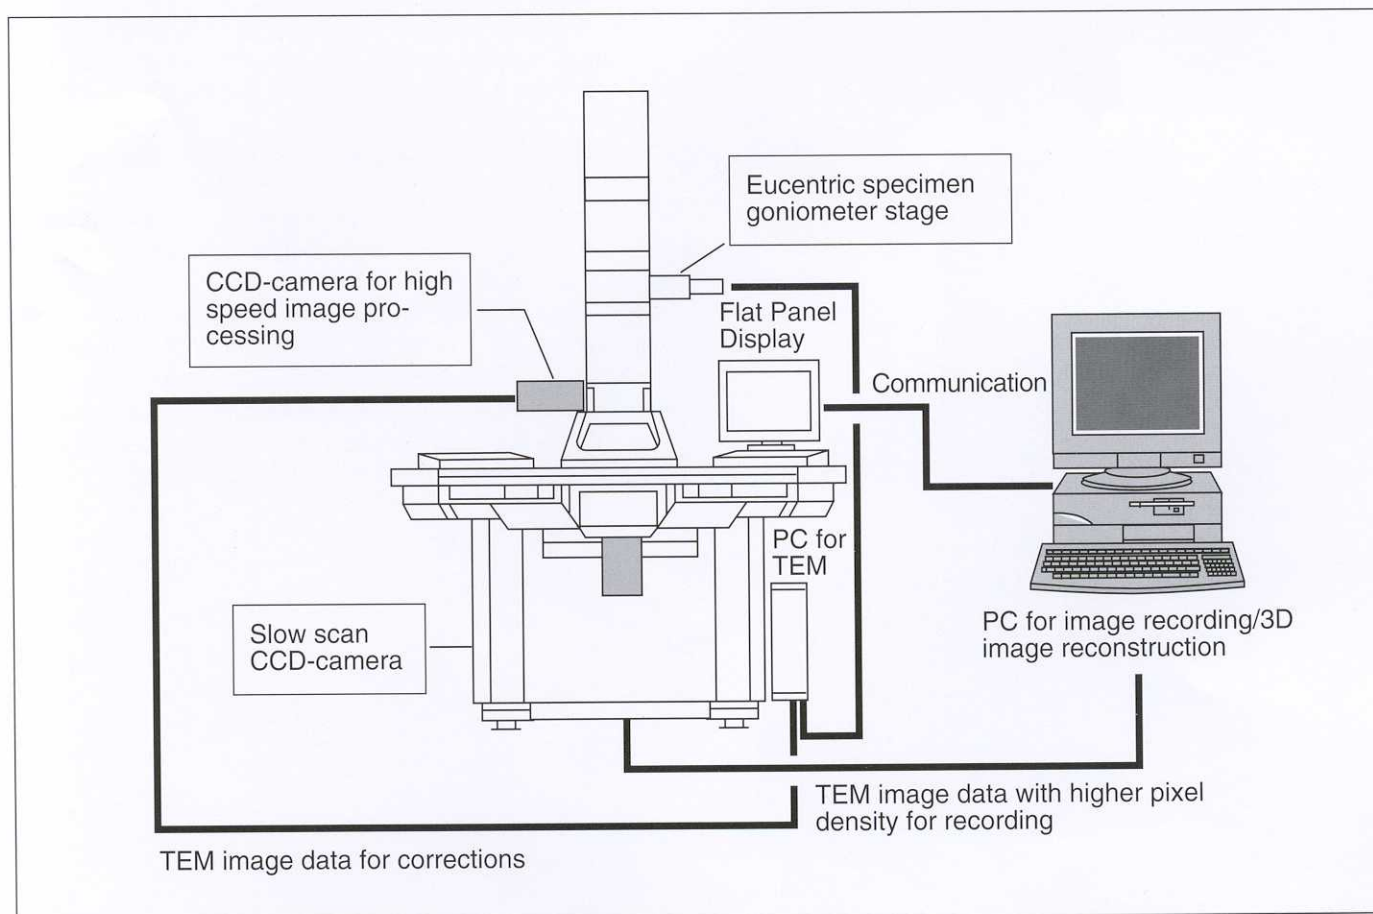 Eucentric specimen
goniometer stage
CCD-camera for high
speed image pro-
cessing
Flat Panel
Display
Communication
PC for
TEM
Slow scan
CCD-camera
PC for image recording/3D
image reconstruction
TEM image data with higher pixel
density for recording
TEM image data for corrections